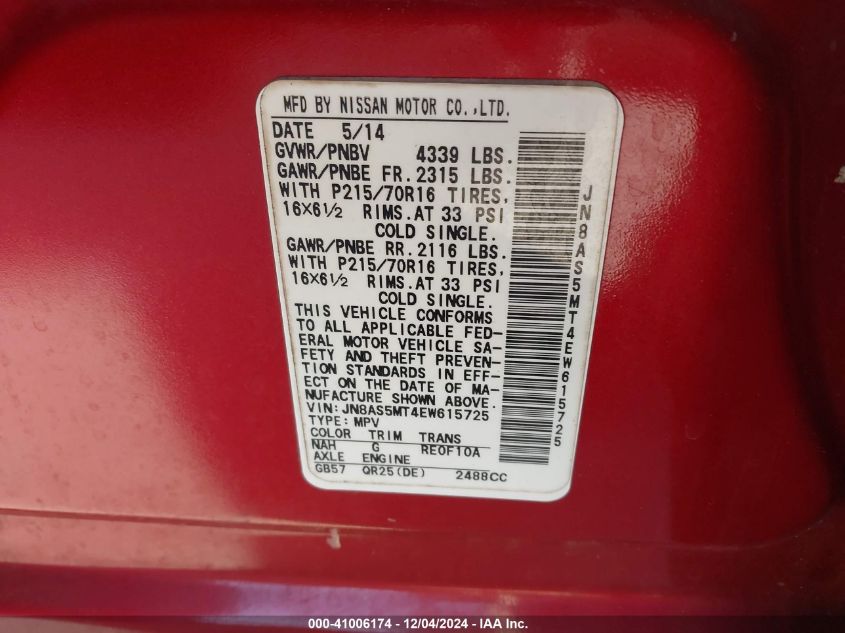 MFD BY NISSAN MOTOR CO.,LTD.
DATE 5/14
GVWR/PNBV 4339 LBS.
GAWR/PNBE FR. 2315 LBS.
WITH P215/70R16 TIRES,
16X6½ RIMS.AT 33 PSI
COLD SINGLE.
GAWR/PNBE RR. 2116 LBS.
WITH P215/70R16 TIRES,
16X6½ RIMS.AT 33 PSI
COLD SINGLE.
THIS VEHICLE CONFORMS
TO ALL APPLICABLE FED-
ERAL MOTOR VEHICLE SA-
FETY AND THEFT PREVEN-
TION STANDARDS IN EFF-
ECT ON THE DATE OF MA-
NUFACTURE SHOWN ABOVE.
VIN: JN8AS5MT4EW615725
TYPE: MPV
COLOR TRIM TRANS
NAH G RE0F10A
AXLE ENGINE
GB57 QR25(DE) 2488CC
JN8AS5MT4EW615725
000-41006174 - 12/04/2024 - IAA Inc.